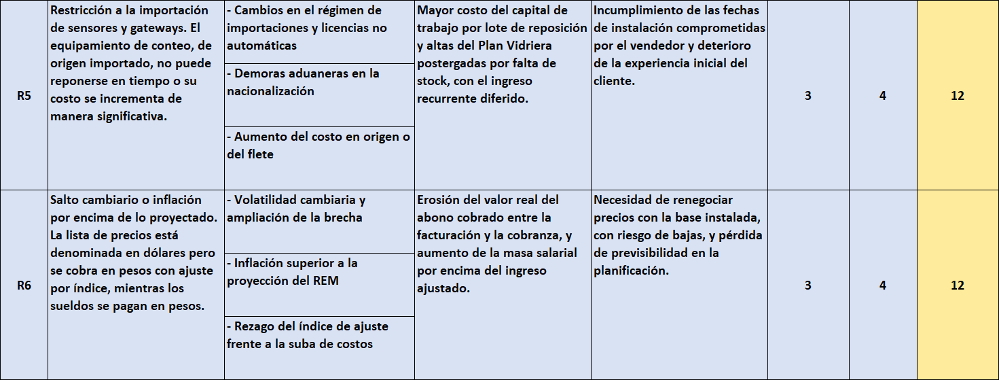 R5
Restricción a la importación
de sensores y gateways. El
equipamiento de conteo, de
origen importado, no puede
reponerse en tiempo o su
costo se incrementa de
manera significativa.
- Cambios en el régimen de
importaciones y licencias no
automáticas
- Demoras aduaneras en la
nacionalización
- Aumento del costo en origen o
del flete
Mayor costo del capital de
trabajo por lote de reposición
y altas del Plan Vidriera
postergadas por falta de
stock, con el ingreso
recurrente diferido.
Incumplimiento de las fechas
de instalación comprometidas
por el vendedor y deterioro
de la experiencia inicial del
cliente.
3
4
12
R6
Salto cambiario o inflación
por encima de lo proyectado.
La lista de precios está
denominada en dólares pero
se cobra en pesos con ajuste
por índice, mientras los
sueldos se pagan en pesos.
- Volatilidad cambiaria y
ampliación de la brecha
- Inflación superior a la
proyección del REM
- Rezago del índice de ajuste
frente a la suba de costos
Erosión del valor real del
abono cobrado entre la
facturación y la cobranza, y
aumento de la masa salarial
por encima del ingreso
ajustado.
Necesidad de renegociar
precios con la base instalada,
con riesgo de bajas, y pérdida
de previsibilidad en la
planificación.
3
4
12